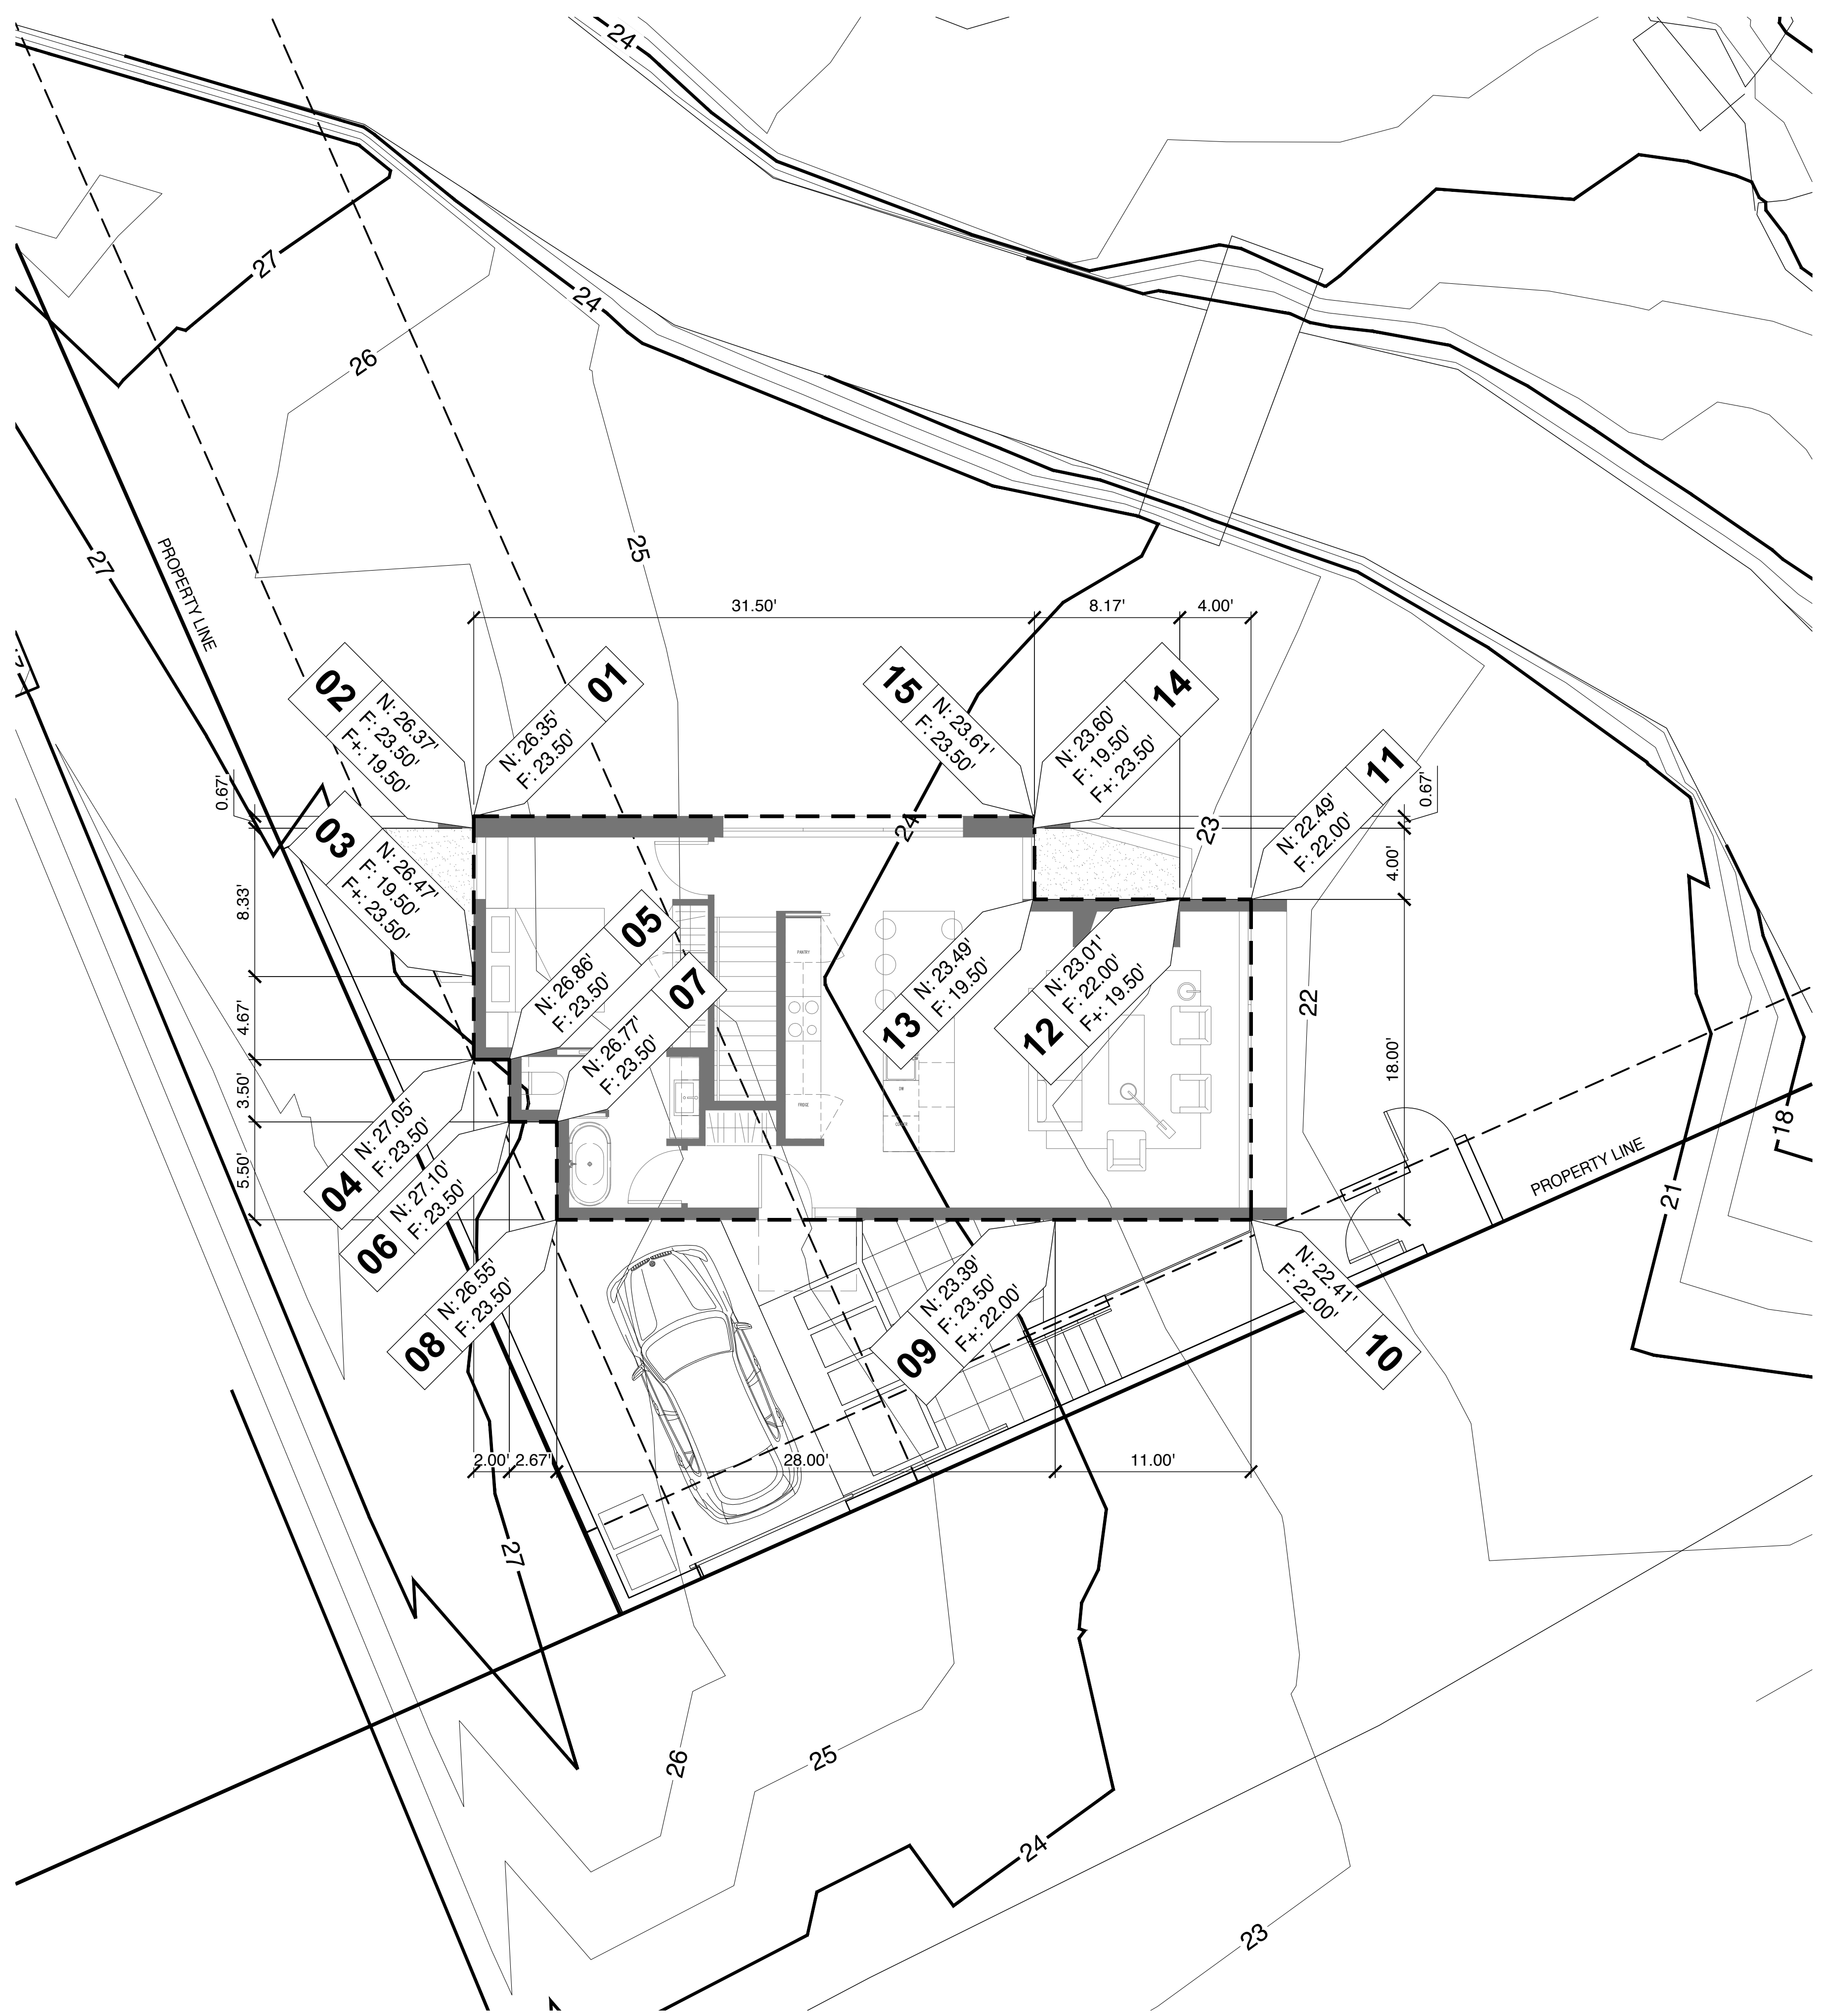 24
27
24
26
27
PROPERTY LINE
25
31.50'
8.17'
4.00'
02
N: 26.37'
F: 23.50'
F+: 19.50'
01
N: 26.35'
F: 23.50'
15
N: 23.61'
F: 23.50'
14
N: 23.60'
F: 19.50'
F+: 23.50'
11
N: 22.49'
F: 22.00'
0.67'
0.67'
03
N: 26.47'
F: 19.50'
F+: 23.50'
24
23
4.00'
8.33'
05
N: 26.86'
F: 23.50'
07
N: 26.77'
F: 23.50'
PANTRY
13
N: 23.49'
F: 19.50'
12
N: 23.01'
F: 22.00'
F+: 19.50'
22
4.67'
18.00'
DW
FRIDGE
3.50'
5.50'
04
N: 27.05'
F: 23.50'
06
N: 27.10'
F: 23.50'
08
N: 26.55'
F: 23.50'
09
N: 23.39'
F: 23.50'
F+: 22.00'
10
N: 22.41'
F: 22.00'
18
PROPERTY LINE
21
2.00'
2.67'
28.00'
11.00'
27
26
25
24
23